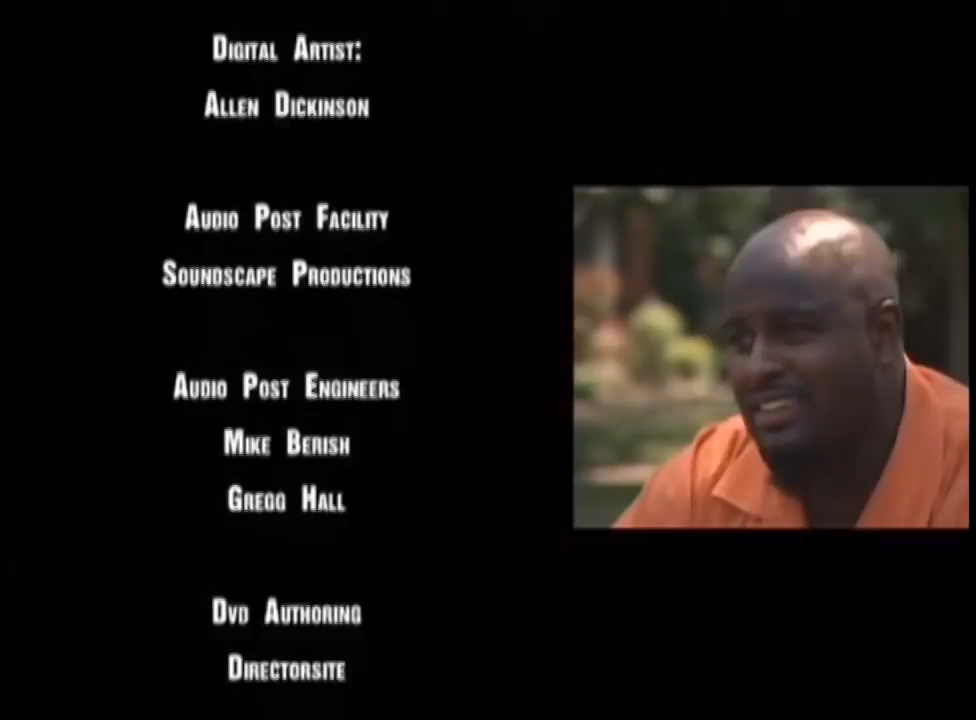 Digital Artist:
Allen Dickinson
Audio Post Facility
Soundscape Productions
Audio Post Engineers
Mike Berish
Gregg Hall
Dvd Authoring
Directorsite